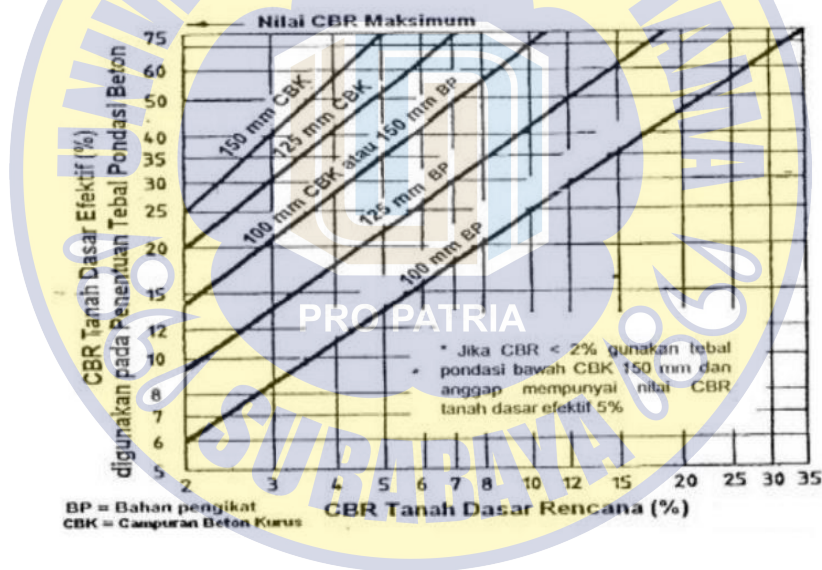 Nilai CBR Maksimum
75
60
50
40
35
30
25
20
15
12
10
8
7
6
5
CBR Tanah Dasar Efektif (%)
digunakan pada Penentuan Tebal Pondasi Beton
150 mm CBK
125 mm CBK
100 mm CBK atau 150 mm BP
125 mm BP
100 mm BP
PRO PATRIA
* Jika CBR < 2% gunakan tebal
pondasi bawah CBK 150 mm dan
anggap mempunyai nilai CBR
tanah dasar efektif 5%
SURABAYA
2 3 4 5 6 7 8 10 12 15 20 25 30 35
CBR Tanah Dasar Rencana (%)
BP = Bahan pengikat
CBK = Campuran Beton Kurus